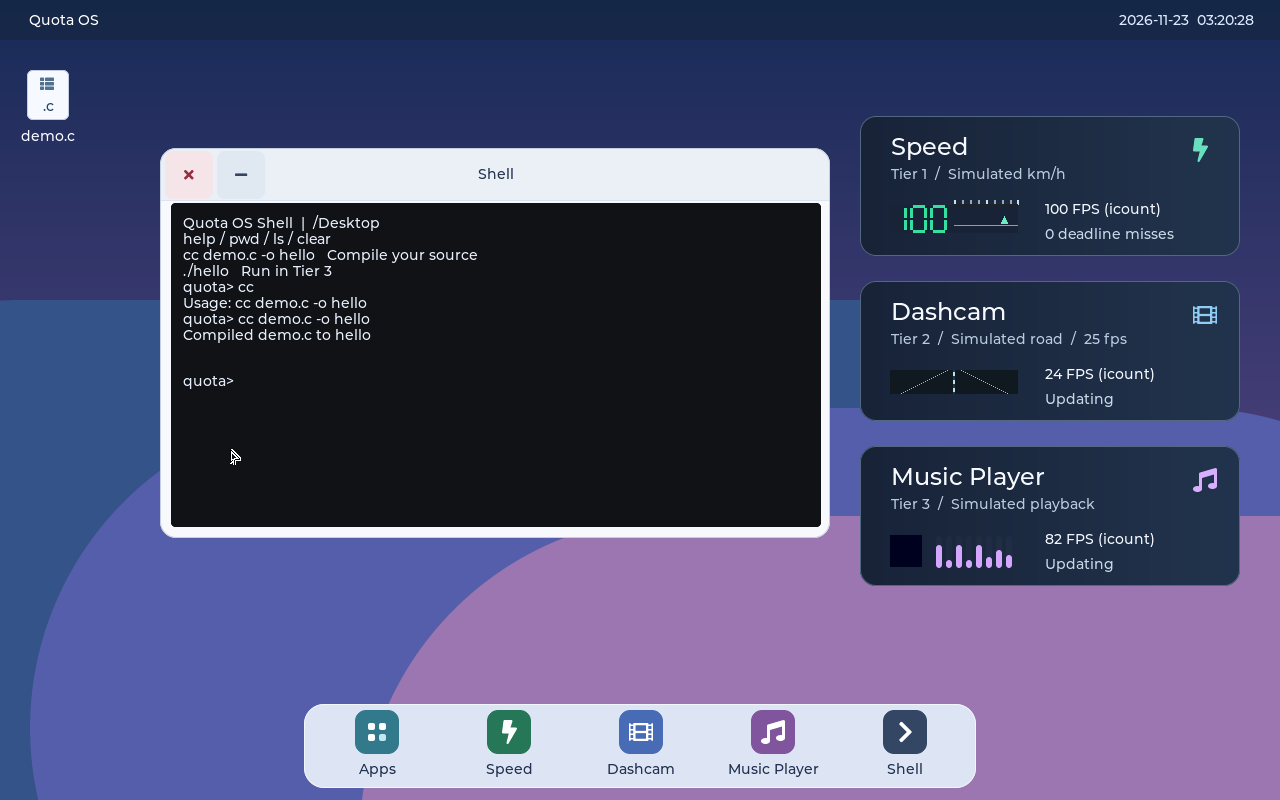 Quota OS
2026-11-23 03:20:28
.c
demo.c
Shell
Quota OS Shell | /Desktop
help / pwd / ls / clear
cc demo.c -o hello Compile your source
./hello Run in Tier 3
quota> cc
Usage: cc demo.c -o hello
quota> cc demo.c -o hello
Compiled demo.c to hello
quota>
Speed
Tier 1 / Simulated km/h
100
100 FPS (icount)
0 deadline misses
Dashcam
Tier 2 / Simulated road / 25 fps
24 FPS (icount)
Updating
Music Player
Tier 3 / Simulated playback
82 FPS (icount)
Updating
Apps
Speed
Dashcam
Music Player
Shell